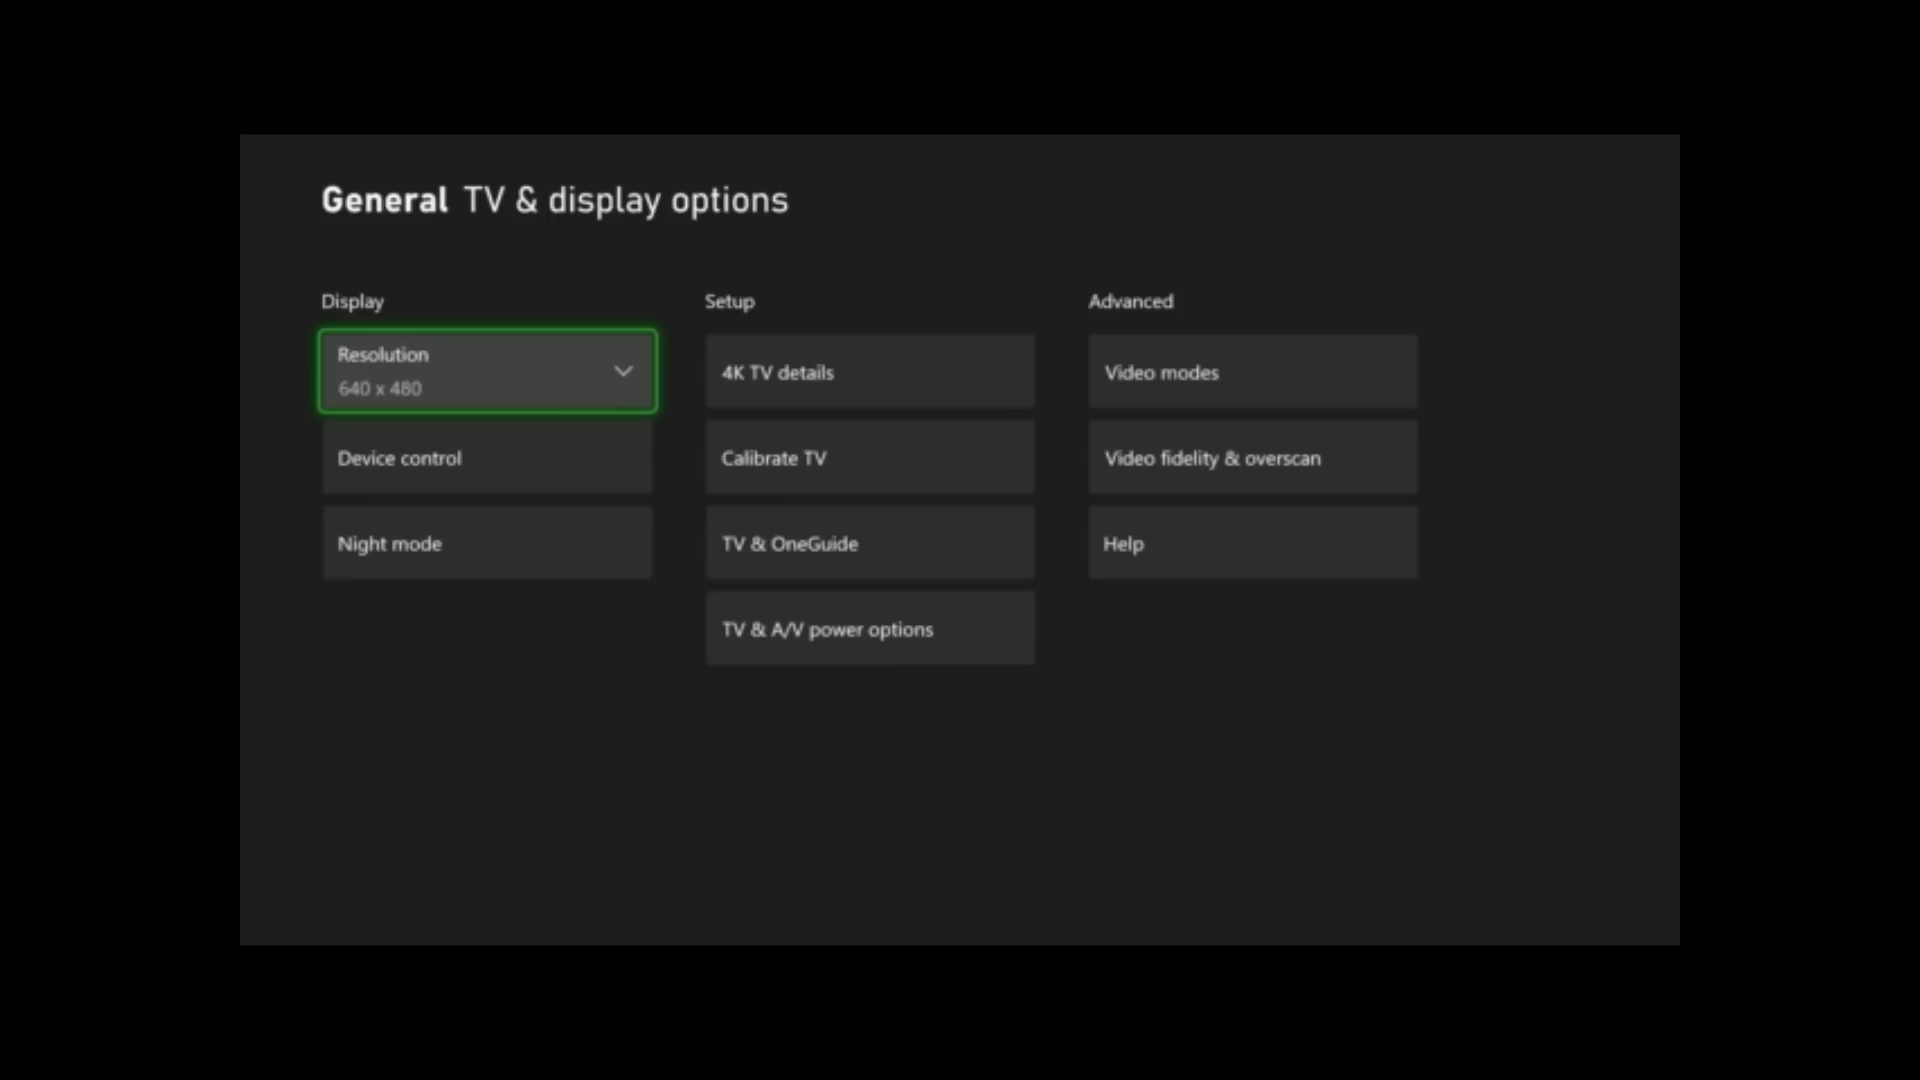 General TV & display options
Display
Resolution
640 x 480
Device control
Night mode
Setup
4K TV details
Calibrate TV
TV & OneGuide
TV & A/V power options
Advanced
Video modes
Video fidelity & overscan
Help